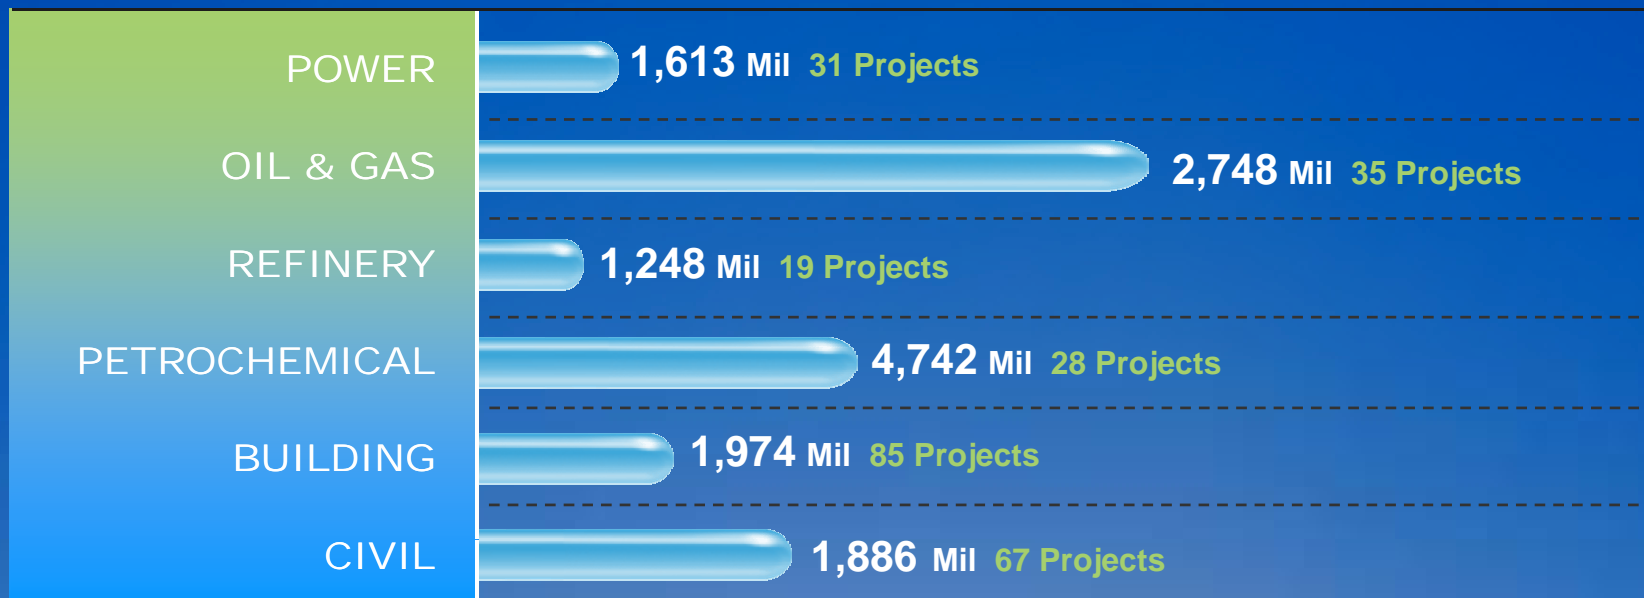 POWER 1,613 Mil 31 Projects
OIL & GAS 2,748 Mil 35 Projects
REFINERY 1,248 Mil 19 Projects
PETROCHEMICAL 4,742 Mil 28 Projects
BUILDING 1,974 Mil 85 Projects
CIVIL 1,886 Mil 67 Projects